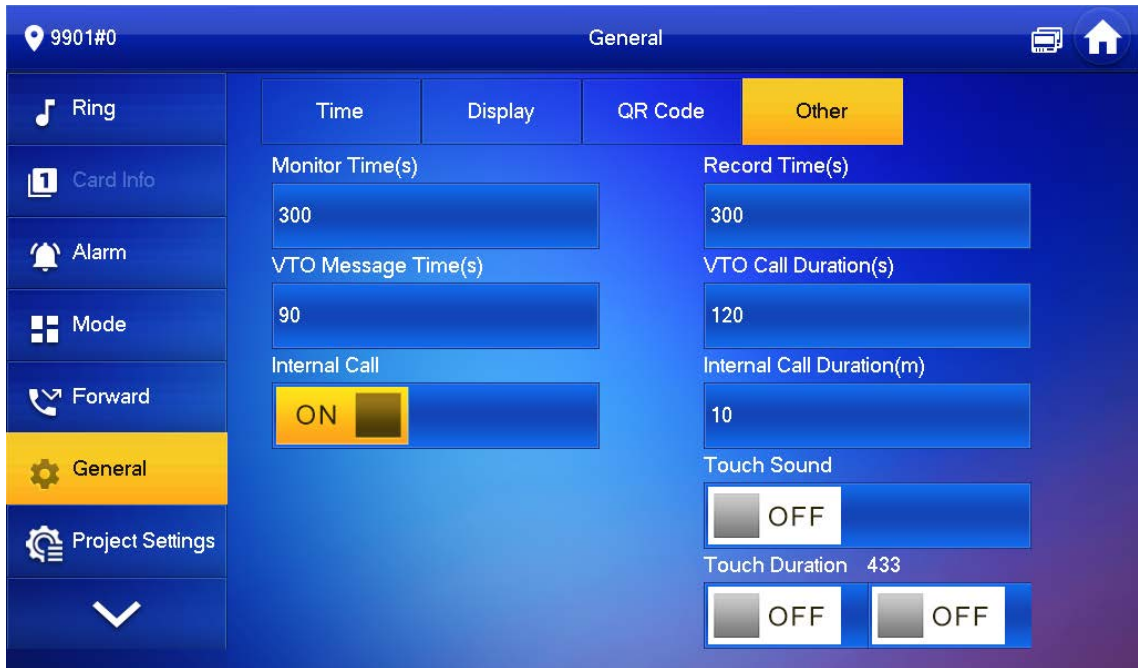 9901#0
General
Ring
1
Card Info
Alarm
Mode
Forward
General
Project Settings
Time
Display
QR Code
Other
Monitor Time(s)
300
Record Time(s)
300
VTO Message Time(s)
90
VTO Call Duration(s)
120
Internal Call
ON
Internal Call Duration(m)
10
Touch Sound
OFF
Touch Duration 433
OFF OFF